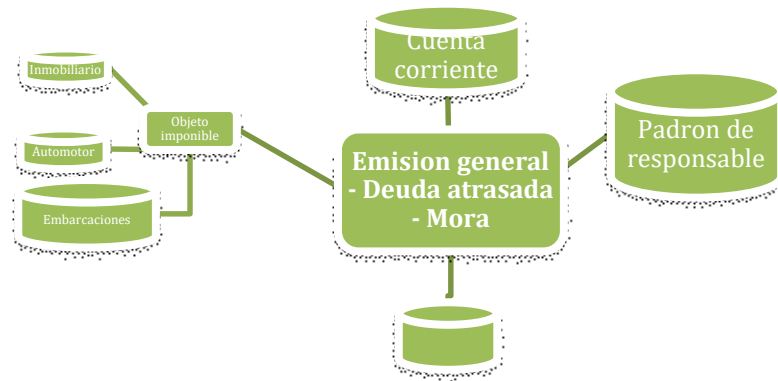 Cuenta
corriente
Inmobiliario
Objeto
imponible
Automotor
Embarcaciones
Emision general
- Deuda atrasada
- Mora
Padron de
responsable